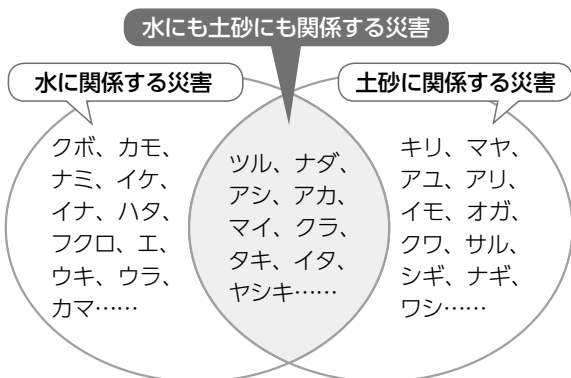 水にも土砂にも関係する災害
水に関係する災害
クボ、カモ、
ナミ、イケ、
イナ、ハタ、
フクロ、エ、
ウキ、ウラ、
カマ……
ツル、ナダ、
アシ、アカ、
マイ、クラ、
タキ、イタ、
ヤシキ……
土砂に関係する災害
キリ、マヤ、
アユ、アリ、
イモ、オガ、
クワ、サル、
シギ、ナギ、
ワシ……